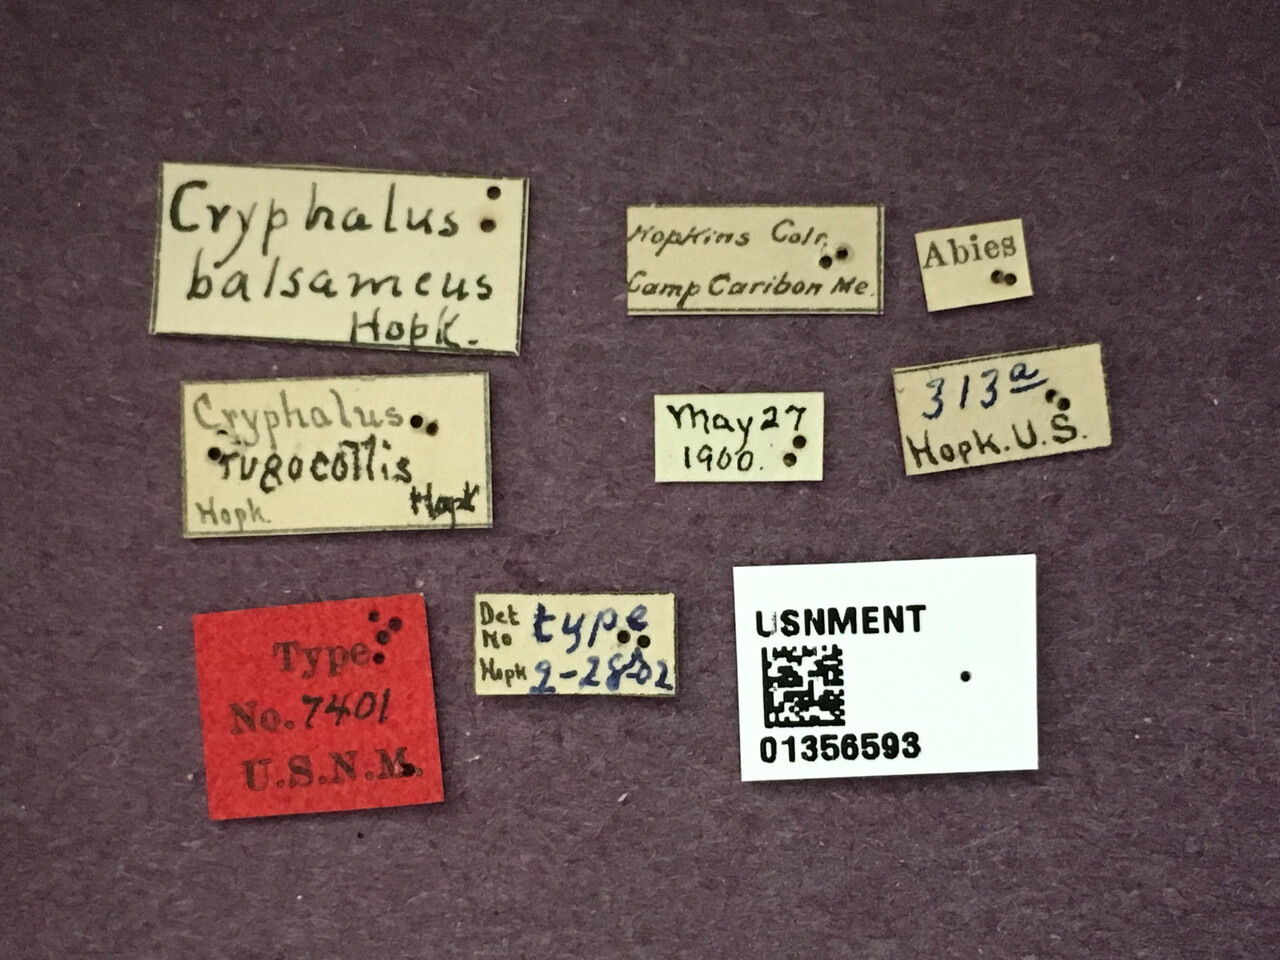 Cryphalus
balsameus
Hopk.
Hopkins Colr.
Camp Caribon Me.
Abies
Cryphalus
rugocollis
Hopk. Hopk
May 27
1900.
313a
Hopk. U.S.
Type
No. 7401
U.S.N.M.
Det type
No
Hopk 2-28-02
USNMENT
01356593